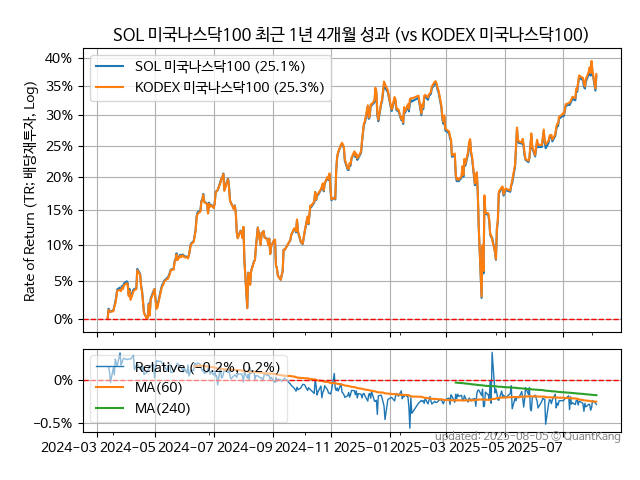 SOL 미국나스닥100 최근 1년 4개월 성과 (vs KODEX 미국나스닥100)
SOL 미국나스닥100 (25.1%)
KODEX 미국나스닥100 (25.3%)
Rate of Return (TR: 배당재투자, Log)
40%
35%
30%
25%
20%
15%
10%
5%
0%
Relative (−0.2%, 0.2%)
MA(60)
MA(240)
0%
−0.5%
updated: 2025-08-05 © QuantKang
2024-03 2024-05 2024-07 2024-09 2024-11 2025-01 2025-03 2025-05 2025-07